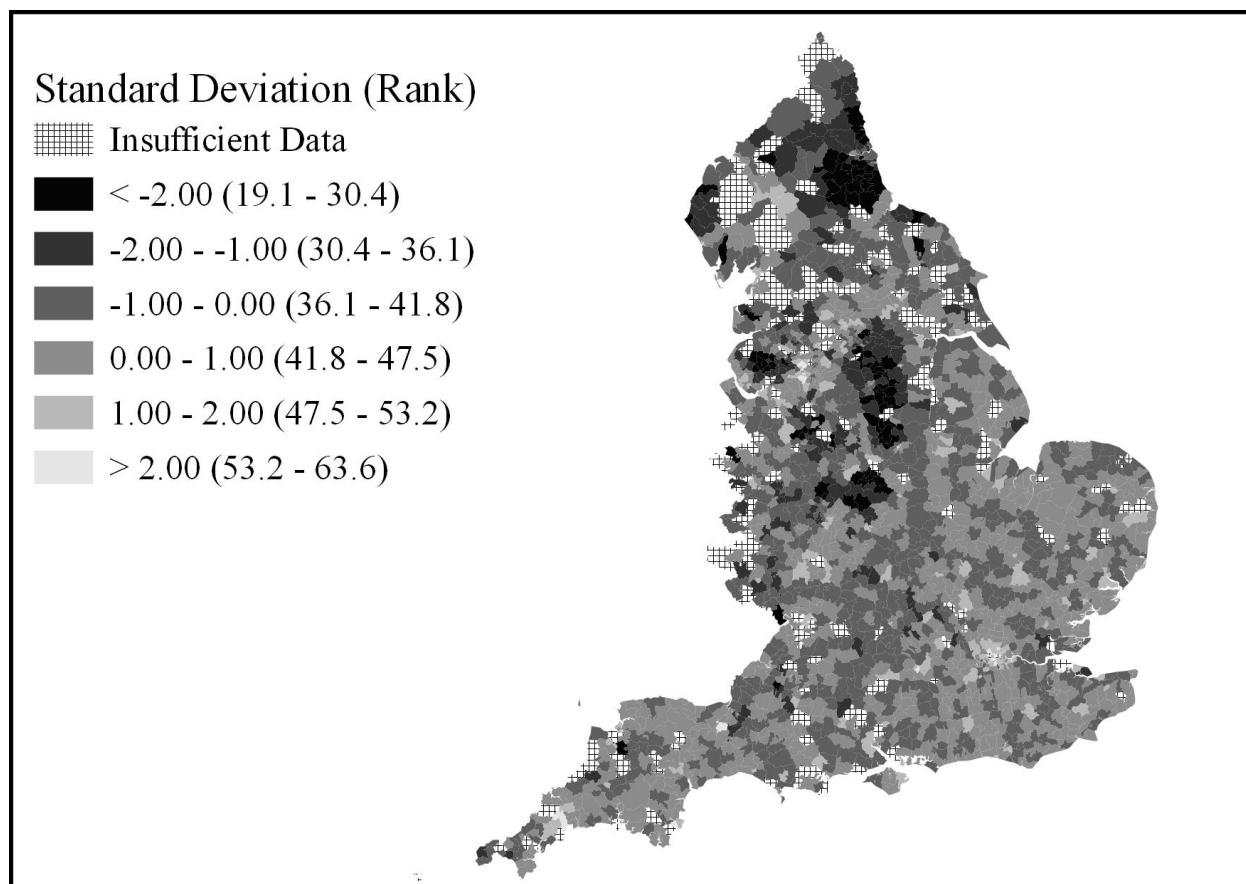 Standard Deviation (Rank)
Insufficient Data
< -2.00 (19.1 - 30.4)
-2.00 - -1.00 (30.4 - 36.1)
-1.00 - 0.00 (36.1 - 41.8)
0.00 - 1.00 (41.8 - 47.5)
1.00 - 2.00 (47.5 - 53.2)
> 2.00 (53.2 - 63.6)